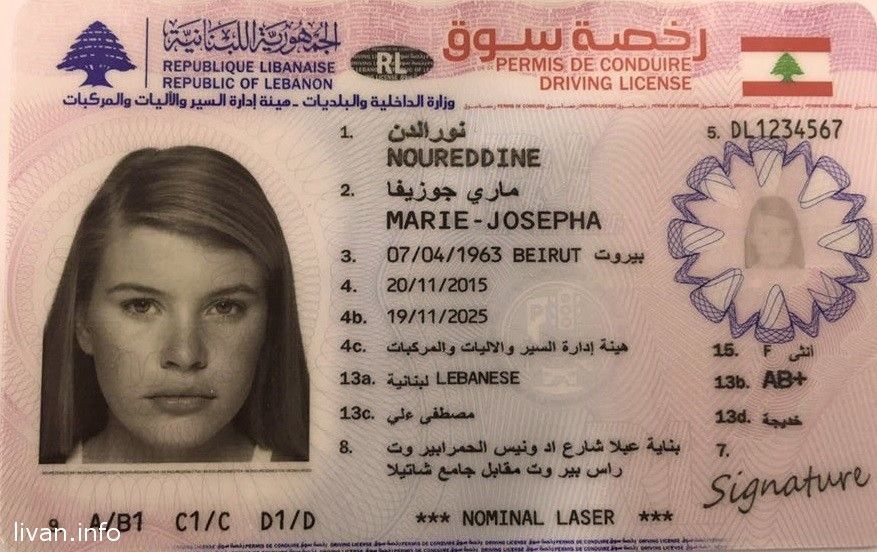 الجمهورية اللبنانية
REPUBLIQUE LIBANAISE
REPUBLIC OF LEBANON
وزارة الداخلية والبلديات - هيئة إدارة السير والآليات والمركبات
RL
رخصة سوق
PERMIS DE CONDUIRE
DRIVING LICENSE
1. نورالدن
NOUREDDINE
5. DL1234567
2. ماري جوزيفا
MARIE-JOSEPHA
3. 07/04/1963 BEIRUT بيروت
4. 20/11/2015
4b. 19/11/2025
4c. هيئة إدارة السير والاليات والمركبات
15. F أنثى
13a. لبنانية LEBANESE
13b. AB+
13c. مصطفى علي
13d. خديجة
8. بناية عبلا شارع اد ونيس الحمرابير وت
راس بير وت مقابل جامع شاتيلا
7.
Signature
9. A/B1 C1/C D1/D
*** NOMINAL LASER ***
livan.info